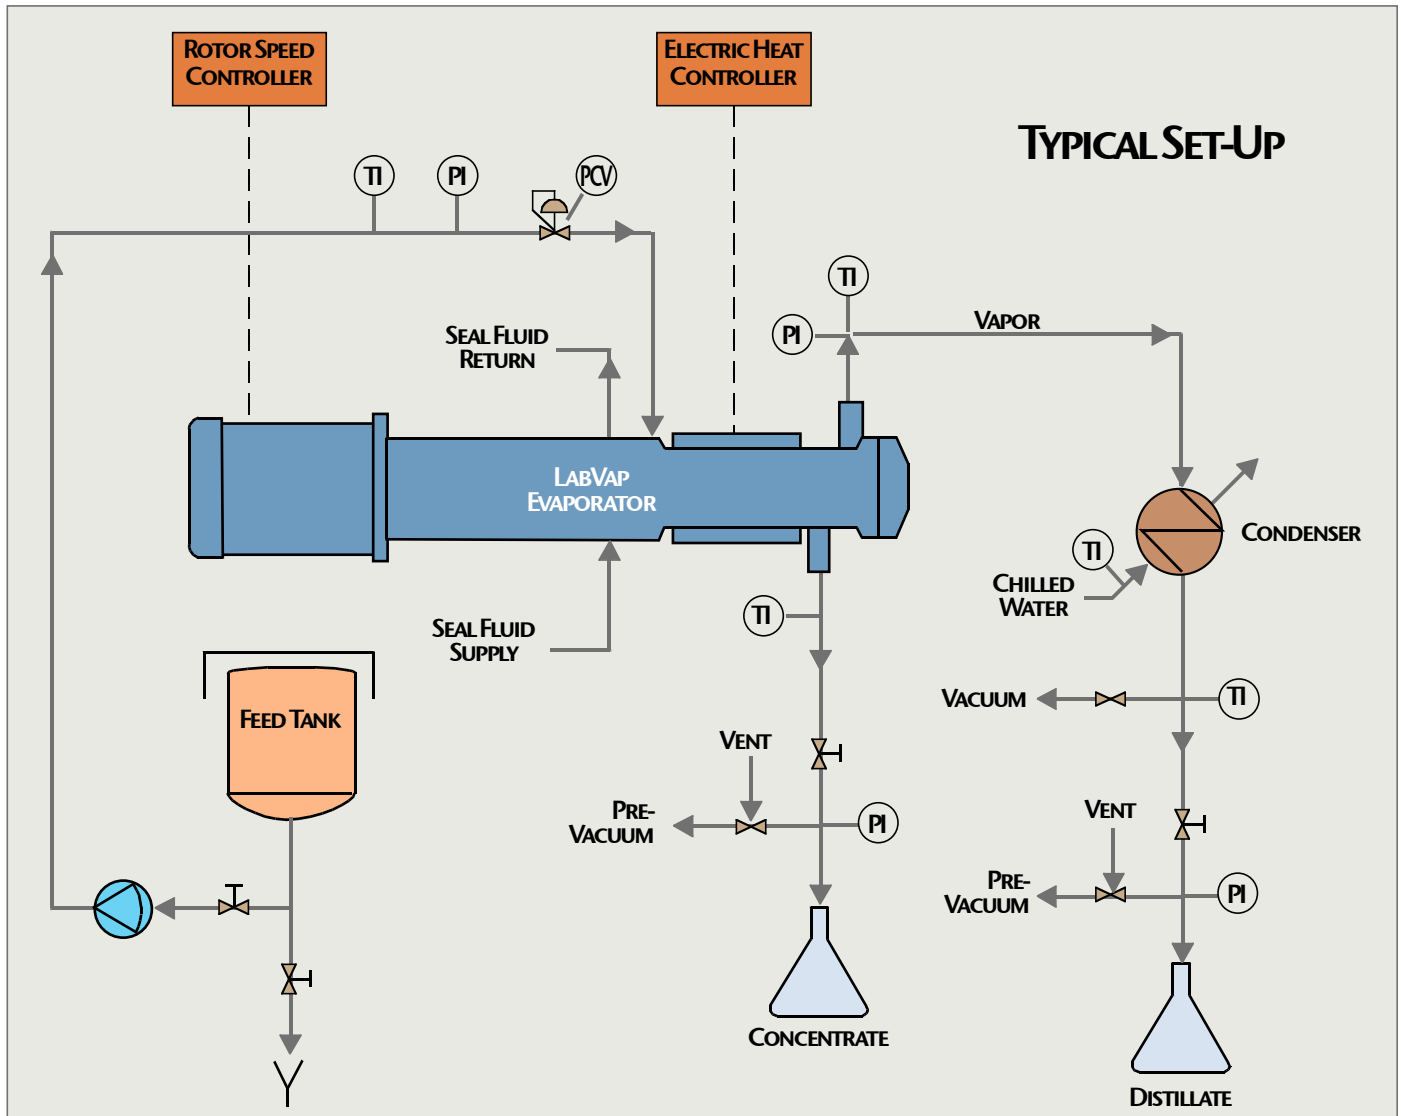 ROTOR SPEED
CONTROLLER
ELECTRIC HEAT
CONTROLLER
TYPICAL SET-UP
TI
PI
PCV
TI
PI
VAPOR
SEAL FLUID
RETURN
LABVAP
EVAPORATOR
CONDENSER
TI
CHILLED
WATER
TI
SEAL FLUID
SUPPLY
VACUUM
TI
FEED TANK
VENT
PRE-
VACUUM
PI
VENT
PRE-
VACUUM
PI
CONCENTRATE
DISTILLATE